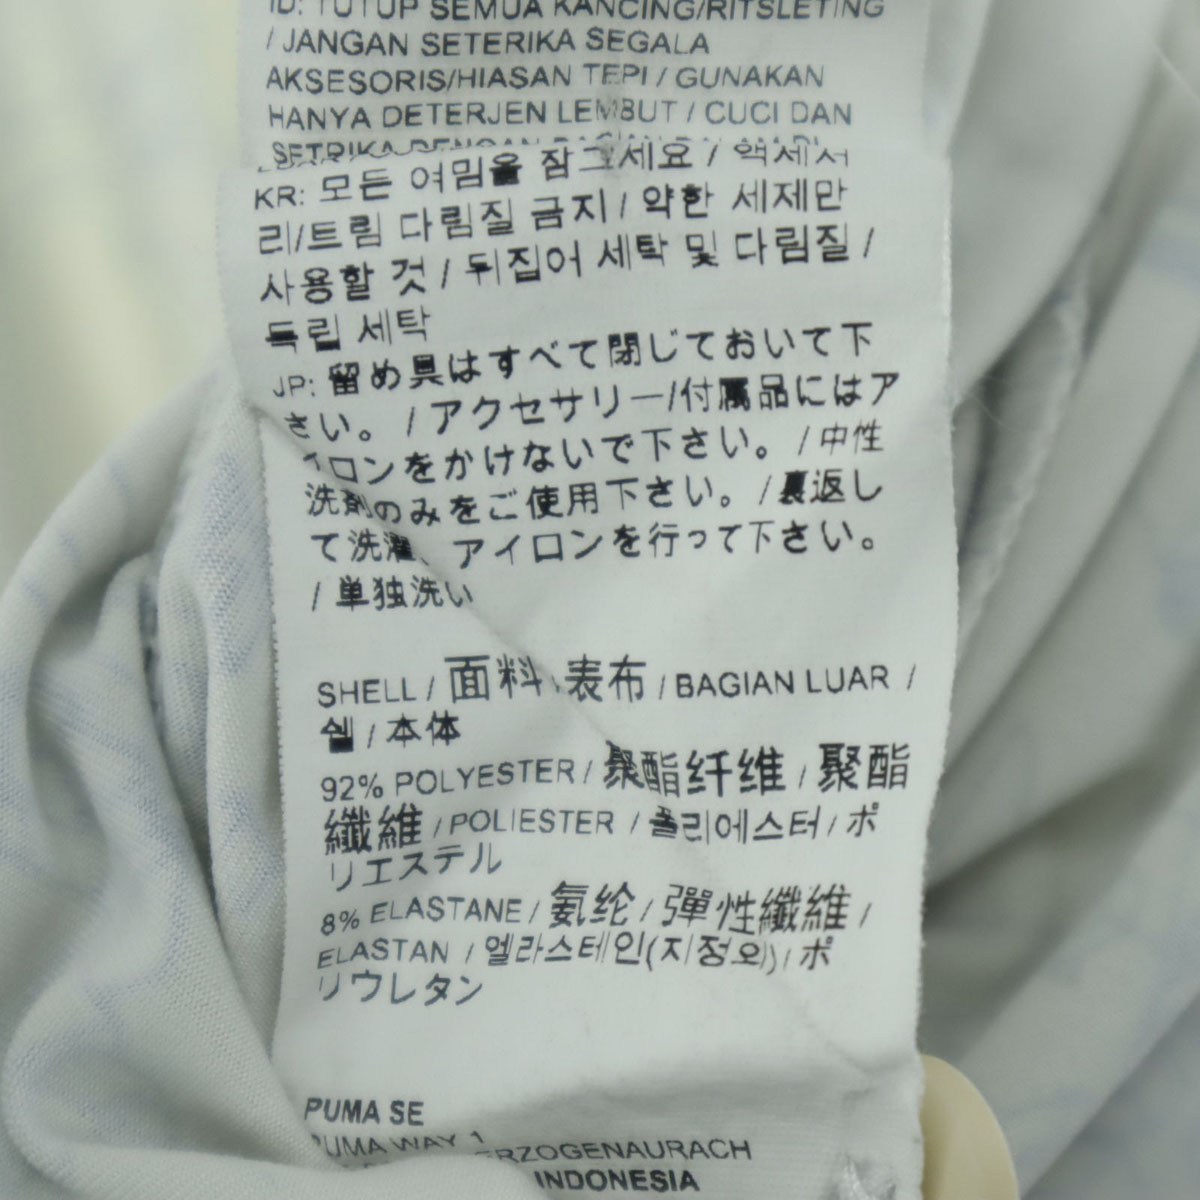 ID: TUTUP SEMUA KANCING/RITSLETING
/ JANGAN SETERIKA SEGALA
AKSESORIS/HIASAN TEPI / GUNAKAN
HANYA DETERJEN LEMBUT / CUCI DAN
SETRIKA DENGAN
KR: 모든 여밈을 잠그세요 / 액세서
리/트림 다림질 금지 / 약한 세제만
사용할 것 / 뒤집어 세탁 및 다림질 /
독립 세탁
JP: 留め具はすべて閉じておいて下
さい。 / アクセサリー/付属品にはア
イロンをかけないで下さい。 / 中性
洗剤のみをご使用下さい。 / 裏返し
て洗濯、アイロンを行って下さい。
/ 単独洗い
SHELL / 面料 表布 / BAGIAN LUAR /
쉘 / 本体
92% POLYESTER / 聚酯纤维 / 聚酯
纖維 / POLIESTER / 폴리에스터 / ポ
リエステル
8% ELASTANE / 氨纶 / 彈性纖維 /
ELASTAN / 엘라스테인(지정외) / ポ
リウレタン
PUMA SE
PUMA WAY 1
HERZOGENAURACH
INDONESIA